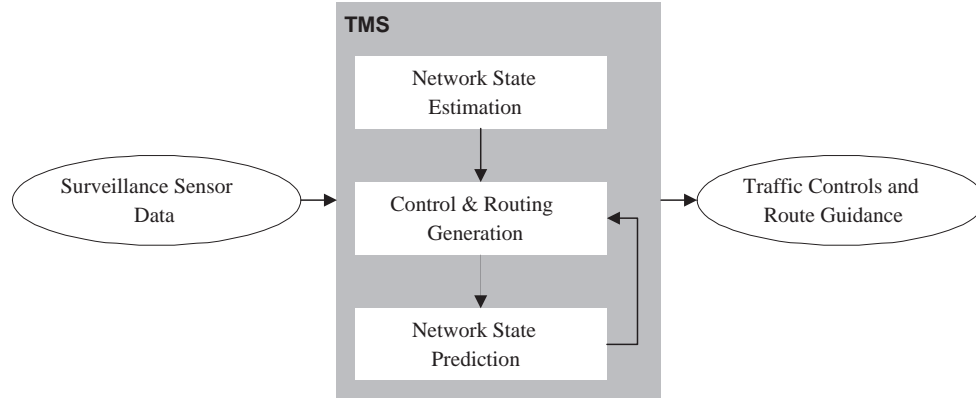 TMS
Network State
Estimation
Surveillance Sensor
Data
Control & Routing
Generation
Traffic Controls and
Route Guidance
Network State
Prediction